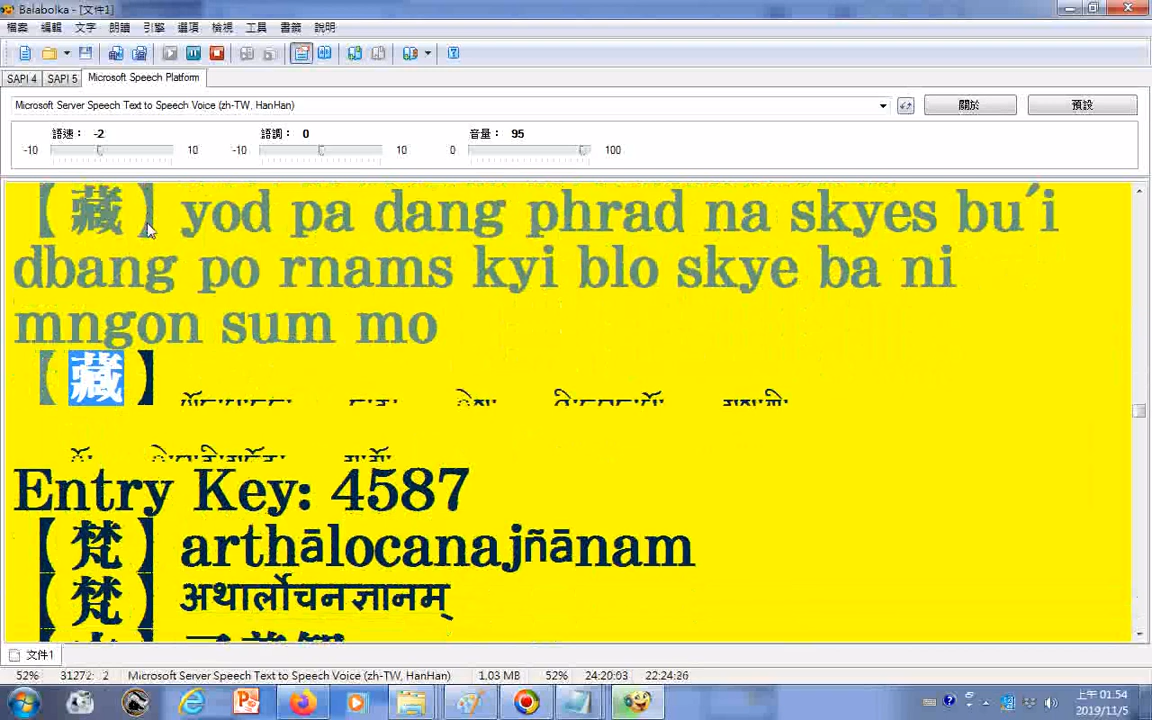 Balabolka - [文件1]
檔案 編輯 文字 朗讀 引擎 選項 檢視 工具 書籤 說明
SAPI 4 SAPI 5 Microsoft Speech Platform
Microsoft Server Speech Text to Speech Voice (zh-TW, HanHan) 關於 預設
語速： -2 語調： 0 音量： 95
-10 10 -10 10 0 100
【藏】yod pa dang phrad na skyes bu´i
dbang po rnams kyi blo skye ba ni
mngon sum mo
【藏】
Entry Key: 4587
【梵】arthālocanajñānam
【梵】अथार्लोचनज्ञानम्
文件1
52% 31272: 2 Microsoft Server Speech Text to Speech Voice (zh-TW, HanHan) 1.03 MB 52% 24:20:03 22:24:26
上午 01:54
2019/11/5